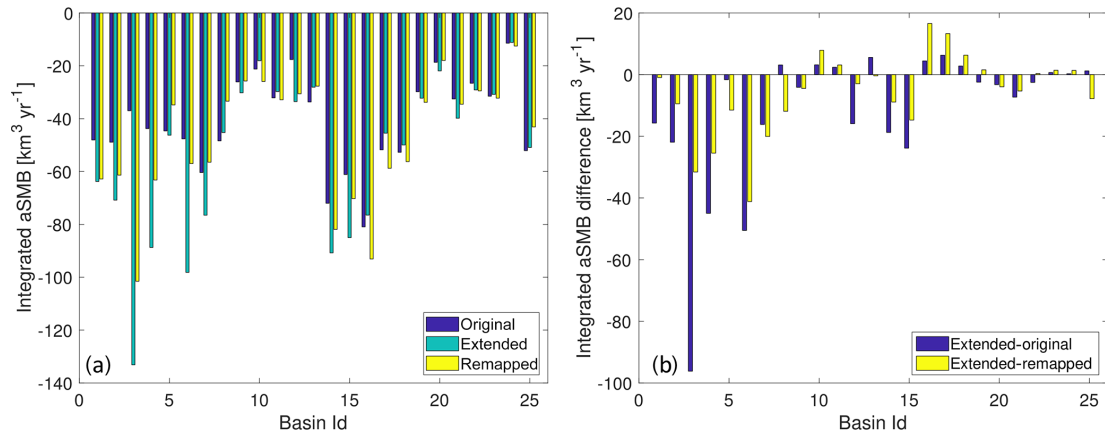 0
-20
-40
-60
-80
-100
-120
-140
Integrated aSMB [km³ yr⁻¹]
Original
Extended
Remapped
(a)
0 5 10 15 20 25
Basin Id
20
0
-20
-40
-60
-80
-100
Integrated aSMB difference [km³ yr⁻¹]
Extended-original
Extended-remapped
(b)
0 5 10 15 20 25
Basin Id